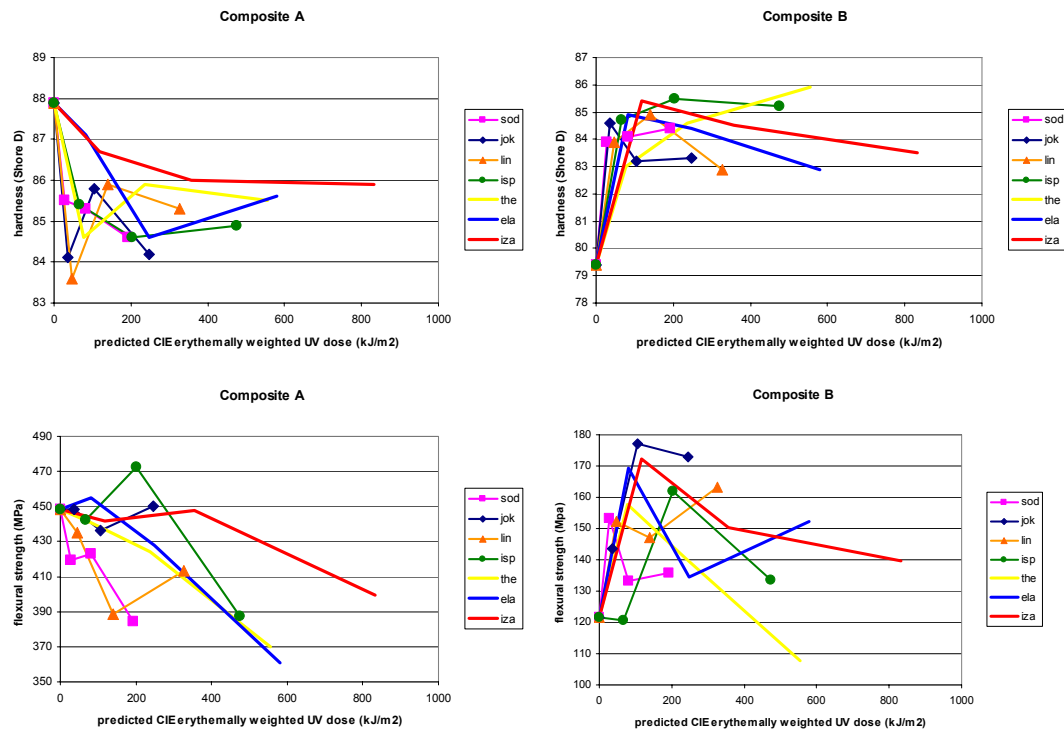 Composite A
89
88
87
86
85
84
83
hardness (Shore D)
0 200 400 600 800 1000
predicted CIE erythemally weighted UV dose (kJ/m2)
sod
jok
lin
isp
the
ela
iza
Composite B
87
86
85
84
83
82
81
80
79
78
hardness (Shore D)
0 200 400 600 800 1000
predicted CIE erythemally weighted UV dose (kJ/m2)
sod
jok
lin
isp
the
ela
iza
Composite A
490
470
450
430
410
390
370
350
flexural strength (MPa)
0 200 400 600 800 1000
predicted CIE erythemally weighted UV dose (kJ/m2)
sod
jok
lin
isp
the
ela
iza
Composite B
180
170
160
150
140
130
120
110
100
flexural strength (Mpa)
0 200 400 600 800 1000
predicted CIE erythemally weighted UV dose (kJ/m2)
sod
jok
lin
isp
the
ela
iza